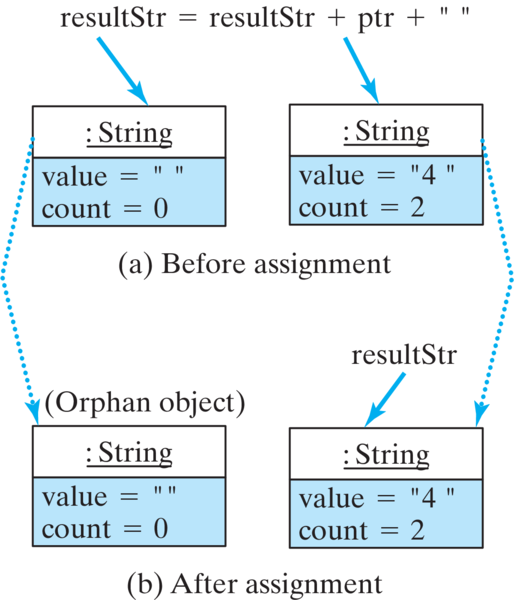 resultStr = resultStr + ptr + " "
: String
: String
value = " "
count = 0
value = "4 "
count = 2
(a) Before assignment
resultStr
(Orphan object)
: String
: String
value = ""
count = 0
value = "4 "
count = 2
(b) After assignment